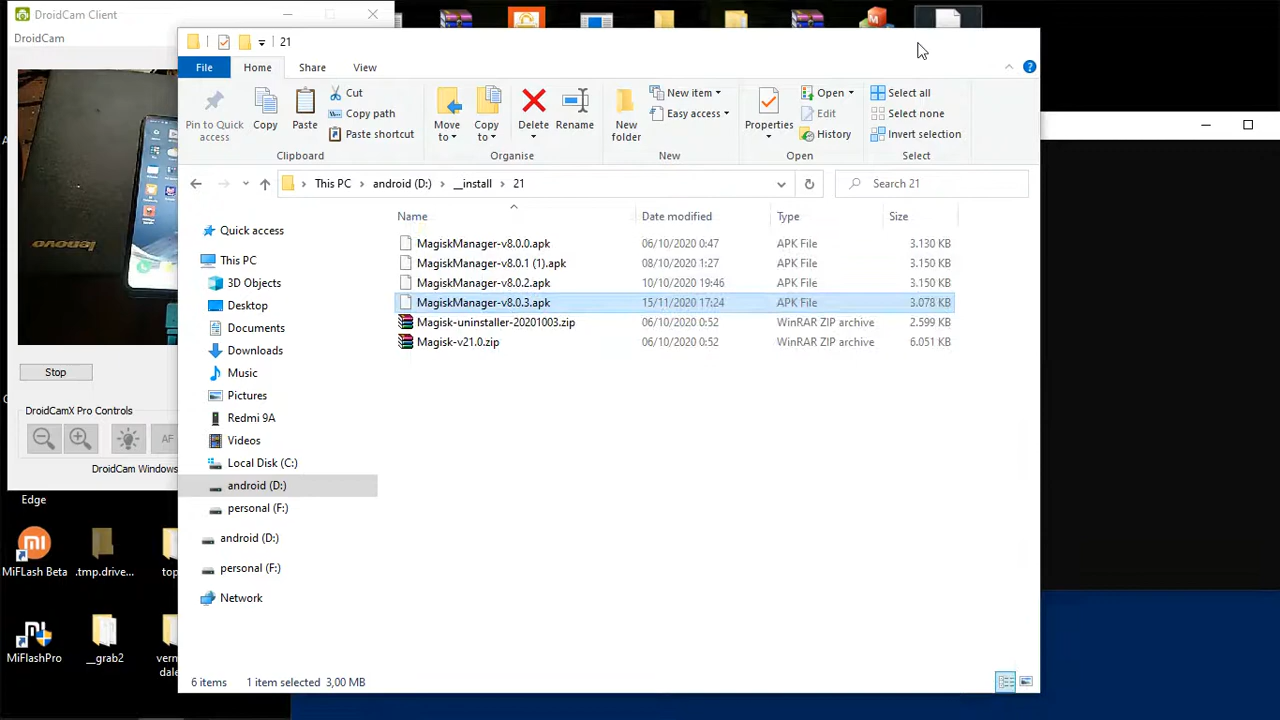 DroidCam Client
DroidCam
21
File
Home
Share
View
Pin to Quick access
Copy
Paste
Cut
Copy path
Paste shortcut
Clipboard
Move to
Copy to
Delete
Rename
Organise
New folder
New item
Easy access
New
Properties
Open
Edit
History
Open
Select all
Select none
Invert selection
Select
This PC > android (D:) > __install > 21
Search 21
Name Date modified Type Size
MagiskManager-v8.0.0.apk 06/10/2020 0:47 APK File 3.130 KB
MagiskManager-v8.0.1 (1).apk 08/10/2020 1:27 APK File 3.150 KB
MagiskManager-v8.0.2.apk 10/10/2020 19:46 APK File 3.150 KB
MagiskManager-v8.0.3.apk 15/11/2020 17:24 APK File 3.078 KB
Magisk-uninstaller-20201003.zip 06/10/2020 0:52 WinRAR ZIP archive 2.599 KB
Magisk-v21.0.zip 06/10/2020 0:52 WinRAR ZIP archive 6.051 KB
Quick access
This PC
3D Objects
Desktop
Documents
Downloads
Music
Pictures
Redmi 9A
Videos
Local Disk (C:)
android (D:)
personal (F:)
android (D:)
personal (F:)
Network
6 items 1 item selected 3,00 MB
lenovo
Stop
DroidCamX Pro Controls
AF
DroidCam Windows
Edge
MiFLash Beta
.tmp.drive...
top
MiFlashPro
__grab2
vern
dale